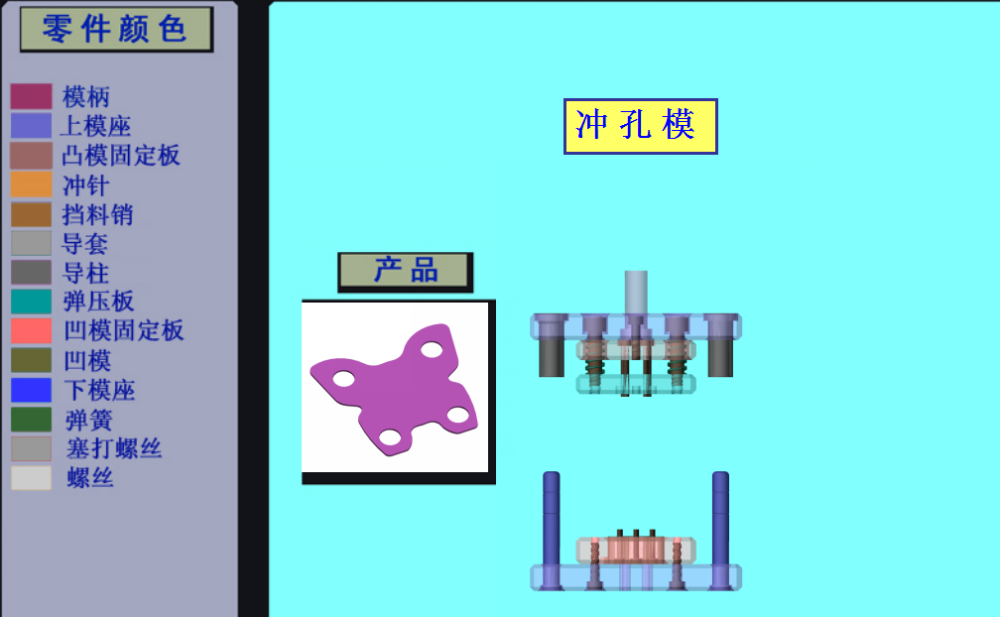 零件颜色
模柄
上模座
凸模固定板
冲针
挡料销
导套
导柱
弹压板
凹模固定板
凹模
下模座
弹簧
塞打螺丝
螺丝
冲孔模
产品